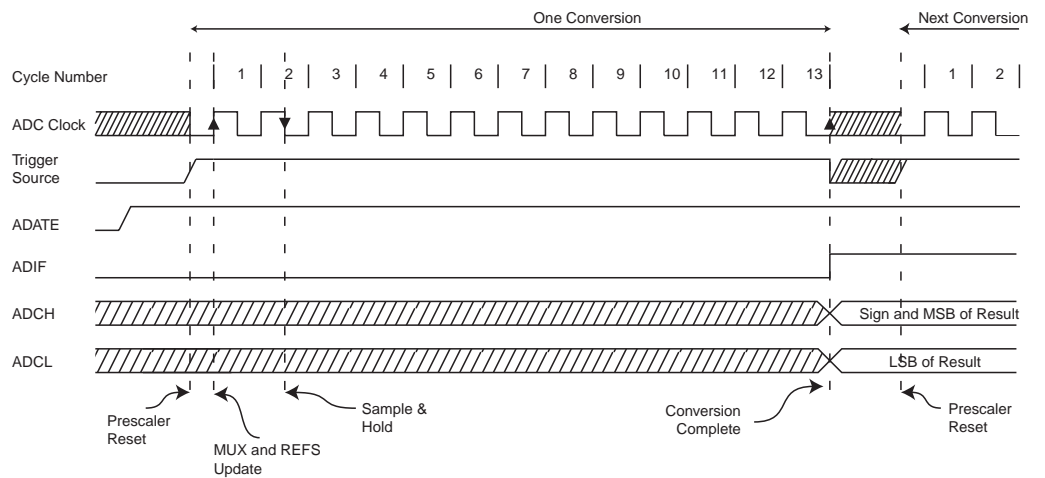 One Conversion
Next Conversion
Cycle Number
1 2 3 4 5 6 7 8 9 10 11 12 13 1 2
ADC Clock
Trigger
Source
ADATE
ADIF
ADCH
Sign and MSB of Result
ADCL
LSB of Result
Prescaler
Reset
MUX and REFS
Update
Sample &
Hold
Conversion
Complete
Prescaler
Reset